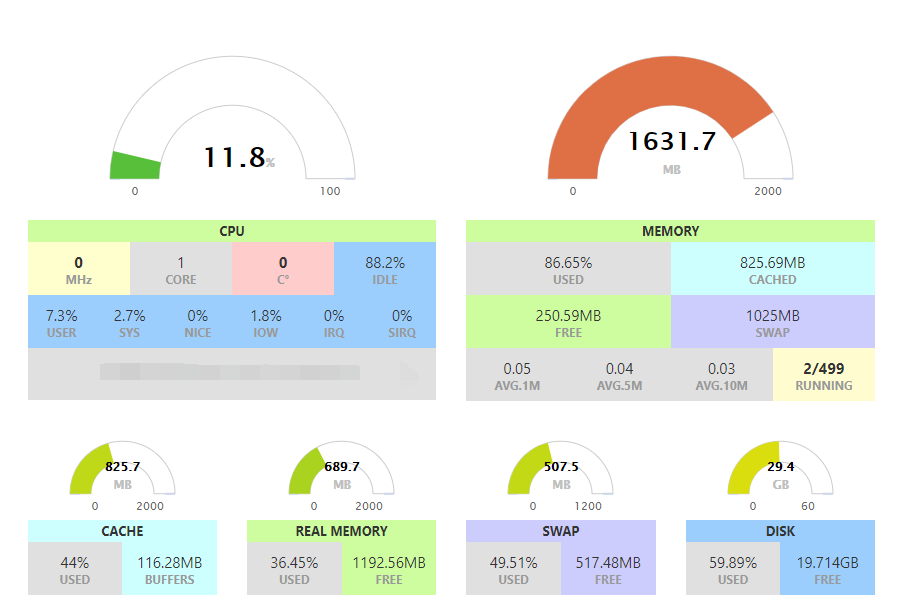 11.8%
0 100
1631.7
MB
0 2000
CPU
0 1 0 88.2%
MHz CORE C° IDLE
7.3% 2.7% 0% 1.8% 0% 0%
USER SYS NICE IOW IRQ SIRQ
MEMORY
86.65% 825.69MB
USED CACHED
250.59MB 1025MB
FREE SWAP
0.05 0.04 0.03 2/499
AVG.1M AVG.5M AVG.10M RUNNING
825.7
MB
0 2000
CACHE
44% 116.28MB
USED BUFFERS
689.7
MB
0 2000
REAL MEMORY
36.45% 1192.56MB
USED FREE
507.5
MB
0 1200
SWAP
49.51% 517.48MB
USED FREE
29.4
GB
0 60
DISK
59.89% 19.714GB
USED FREE